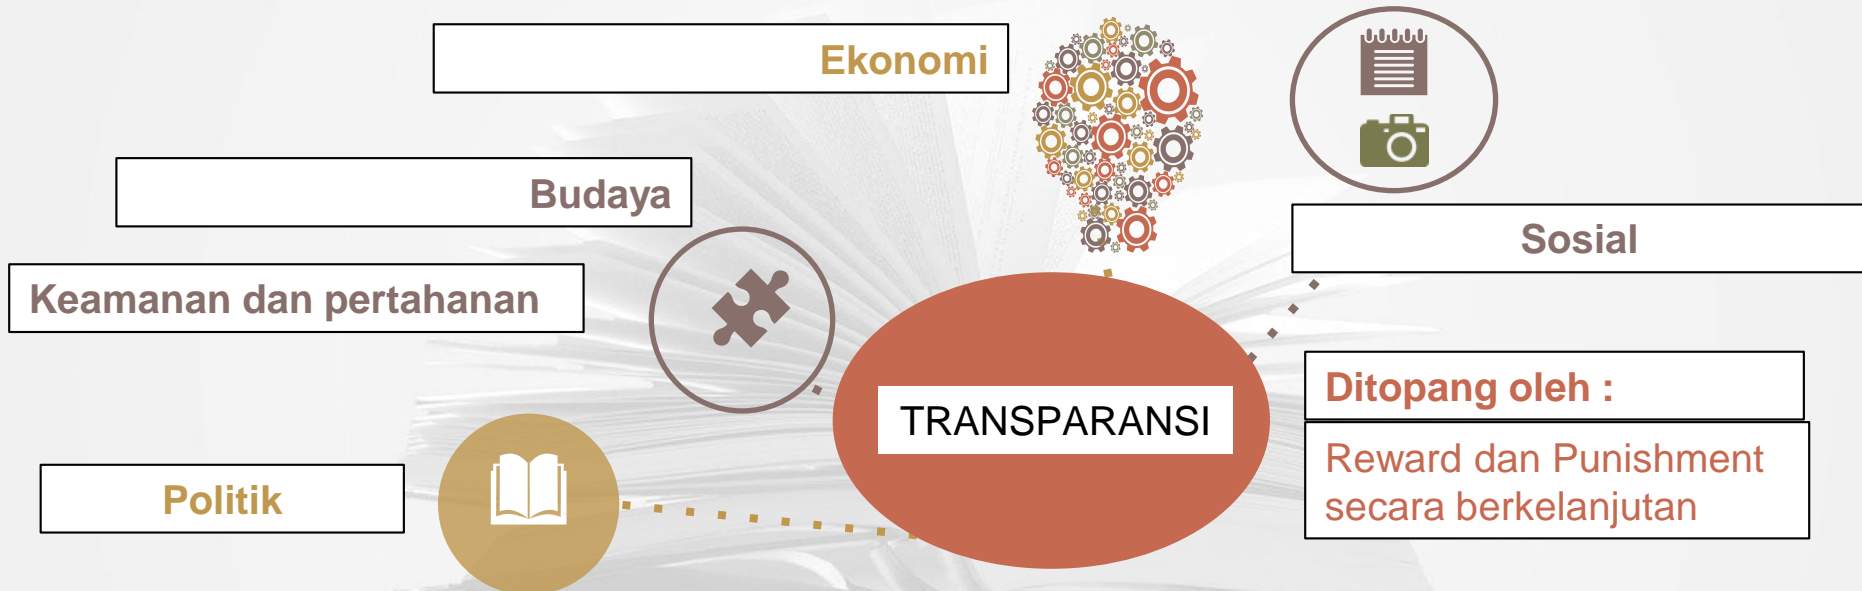 Ekonomi
Budaya
Sosial
Keamanan dan pertahanan
Ditopang oleh :
TRANSPARANSI
Reward dan Punishment
secara berkelanjutan
Politik